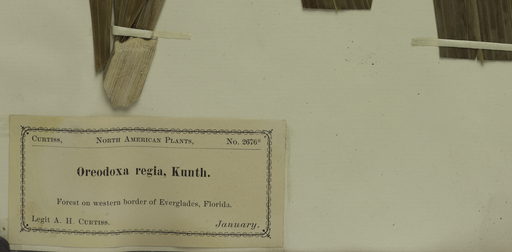 Curtiss, North American Plants, No. 2676*
Oreodoxa regia, Kunth.
Forest on western border of Everglades, Florida.
Legit A. H. Curtiss. January.